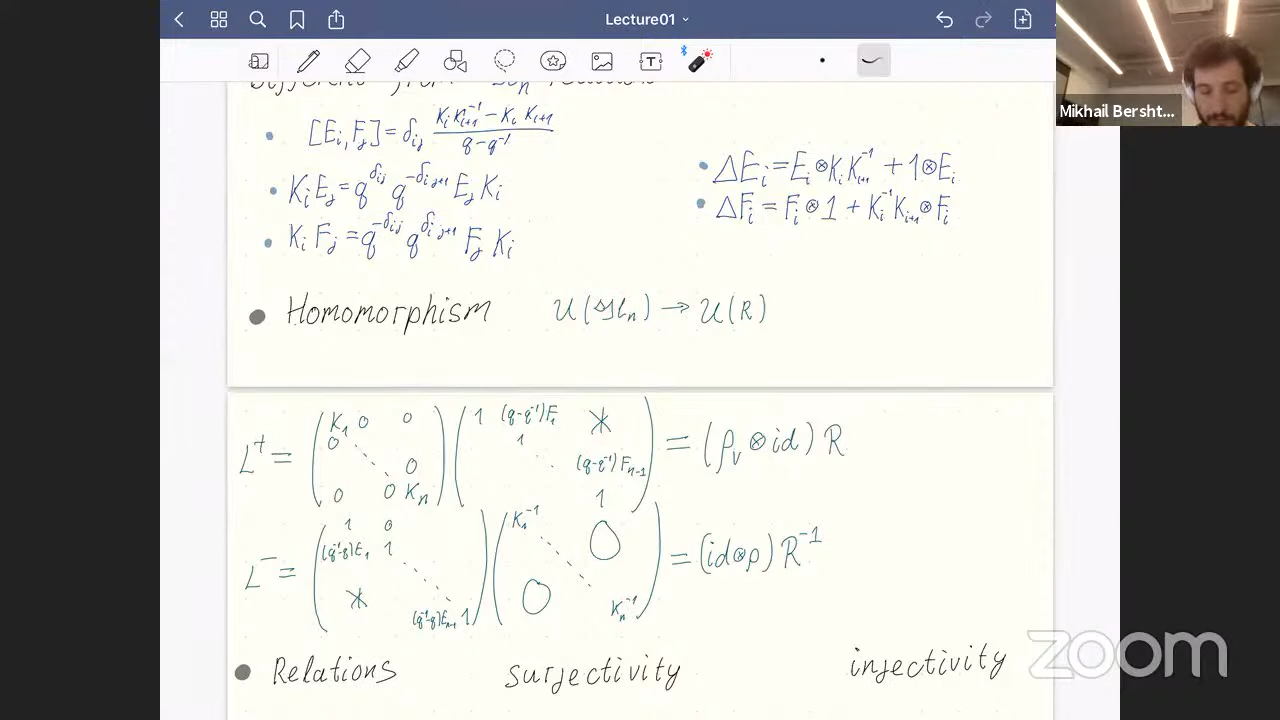 Lecture01
Different from
[E_i, F_j] = δ_ij (K_i K_{i+1}^{-1} - K_i^{-1} K_{i+1}) / (q - q^{-1})
K_i E_j = q^{δ_ij} q^{-δ_{i,j+1}} E_j K_i
K_i F_j = q^{-δ_ij} q^{δ_{i,j+1}} F_j K_i
ΔE_i = E_i ⊗ K_i K_{i+1}^{-1} + 1 ⊗ E_i
ΔF_i = F_i ⊗ 1 + K_i^{-1} K_{i+1} ⊗ F_i
Homomorphism U(gl_n) → U(R)
L^+ = ( K_1 0 0 0 0 0 0 K_n ) ( 1 (q-q^{-1})F_1 * 1 (q-q^{-1})F_{n-1} 1 ) = (ρ_V ⊗ id) R
L^- = ( 1 0 (q^{-1}-q)E_1 1 * (q^{-1}-q)E_{n-1} 1 ) ( K_1^{-1} 0 0 K_n^{-1} ) = (id ⊗ ρ) R^{-1}
Relations surjectivity injectivity
Mikhail Bersht...
zoom